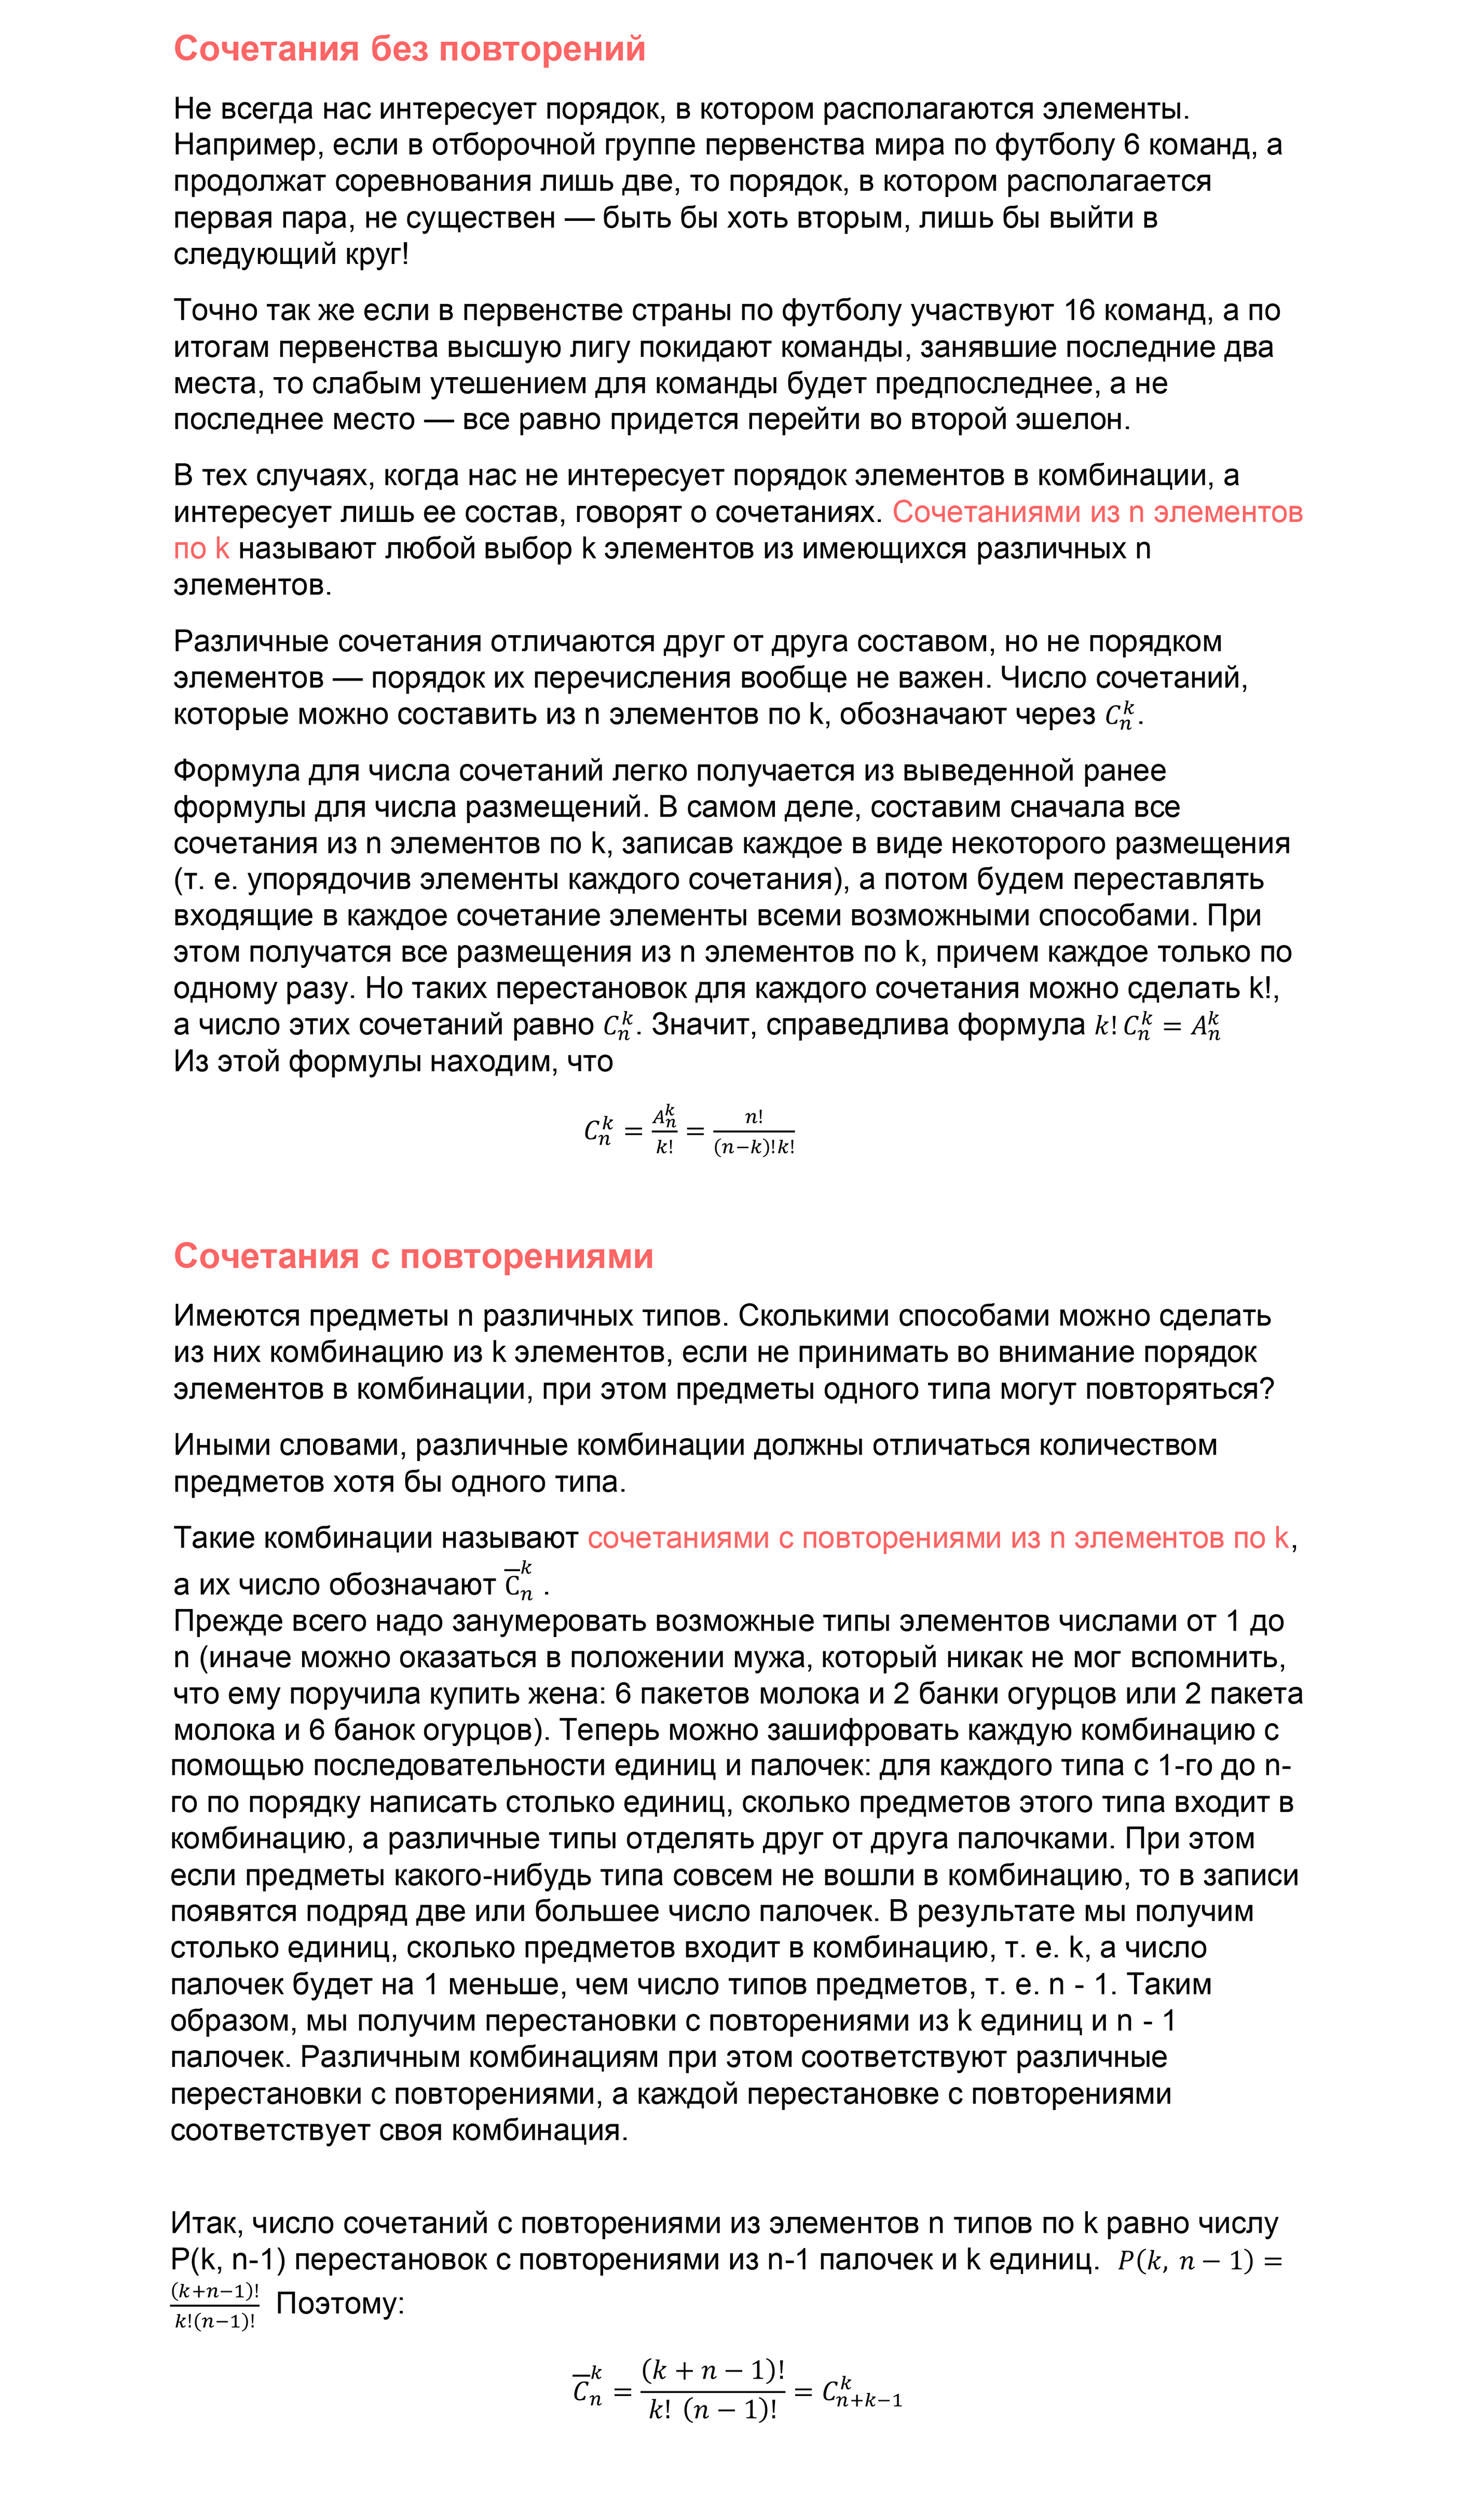 Сочетания без повторений
Не всегда нас интересует порядок, в котором располагаются элементы.
Например, если в отборочной группе первенства мира по футболу 6 команд, а
продолжат соревнования лишь две, то порядок, в котором располагается
первая пара, не существен — быть бы хоть вторым, лишь бы выйти в
следующий круг!
Точно так же если в первенстве страны по футболу участвуют 16 команд, а по
итогам первенства высшую лигу покидают команды, занявшие последние два
места, то слабым утешением для команды будет предпоследнее, а не
последнее место — все равно придется перейти во второй эшелон.
В тех случаях, когда нас не интересует порядок элементов в комбинации, а
интересует лишь ее состав, говорят о сочетаниях. Сочетаниями из n элементов
по k называют любой выбор k элементов из имеющихся различных n
элементов.
Различные сочетания отличаются друг от друга составом, но не порядком
элементов — порядок их перечисления вообще не важен. Число сочетаний,
которые можно составить из n элементов по k, обозначают через $C_n^k$.
Формула для числа сочетаний легко получается из выведенной ранее
формулы для числа размещений. В самом деле, составим сначала все
сочетания из n элементов по k, записав каждое в виде некоторого размещения
(т. е. упорядочив элементы каждого сочетания), а потом будем переставлять
входящие в каждое сочетание элементы всеми возможными способами. При
этом получатся все размещения из n элементов по k, причем каждое только по
одному разу. Но таких перестановок для каждого сочетания можно сделать k!,
а число этих сочетаний равно $C_n^k$. Значит, справедлива формула $k!\,C_n^k = A_n^k$
Из этой формулы находим, что
$C_n^k = \frac{A_n^k}{k!} = \frac{n!}{(n-k)!k!}$
Сочетания с повторениями
Имеются предметы n различных типов. Сколькими способами можно сделать
из них комбинацию из k элементов, если не принимать во внимание порядок
элементов в комбинации, при этом предметы одного типа могут повторяться?
Иными словами, различные комбинации должны отличаться количеством
предметов хотя бы одного типа.
Такие комбинации называют сочетаниями с повторениями из n элементов по k,
а их число обозначают $\overline{C}_n^k$ .
Прежде всего надо занумеровать возможные типы элементов числами от 1 до
n (иначе можно оказаться в положении мужа, который никак не мог вспомнить,
что ему поручила купить жена: 6 пакетов молока и 2 банки огурцов или 2 пакета
молока и 6 банок огурцов). Теперь можно зашифровать каждую комбинацию с
помощью последовательности единиц и палочек: для каждого типа с 1-го до n-
го по порядку написать столько единиц, сколько предметов этого типа входит в
комбинацию, а различные типы отделять друг от друга палочками. При этом
если предметы какого-нибудь типа совсем не вошли в комбинацию, то в записи
появятся подряд две или большее число палочек. В результате мы получим
столько единиц, сколько предметов входит в комбинацию, т. е. k, а число
палочек будет на 1 меньше, чем число типов предметов, т. е. n - 1. Таким
образом, мы получим перестановки с повторениями из k единиц и n - 1
палочек. Различным комбинациям при этом соответствуют различные
перестановки с повторениями, а каждой перестановке с повторениями
соответствует своя комбинация.
Итак, число сочетаний с повторениями из элементов n типов по k равно числу
P(k, n-1) перестановок с повторениями из n-1 палочек и k единиц. $P(k, n-1) =$
$\frac{(k+n-1)!}{k!(n-1)!}$ Поэтому:
$\overline{C}_n^k = \frac{(k+n-1)!}{k!\,(n-1)!} = C_{n+k-1}^k$